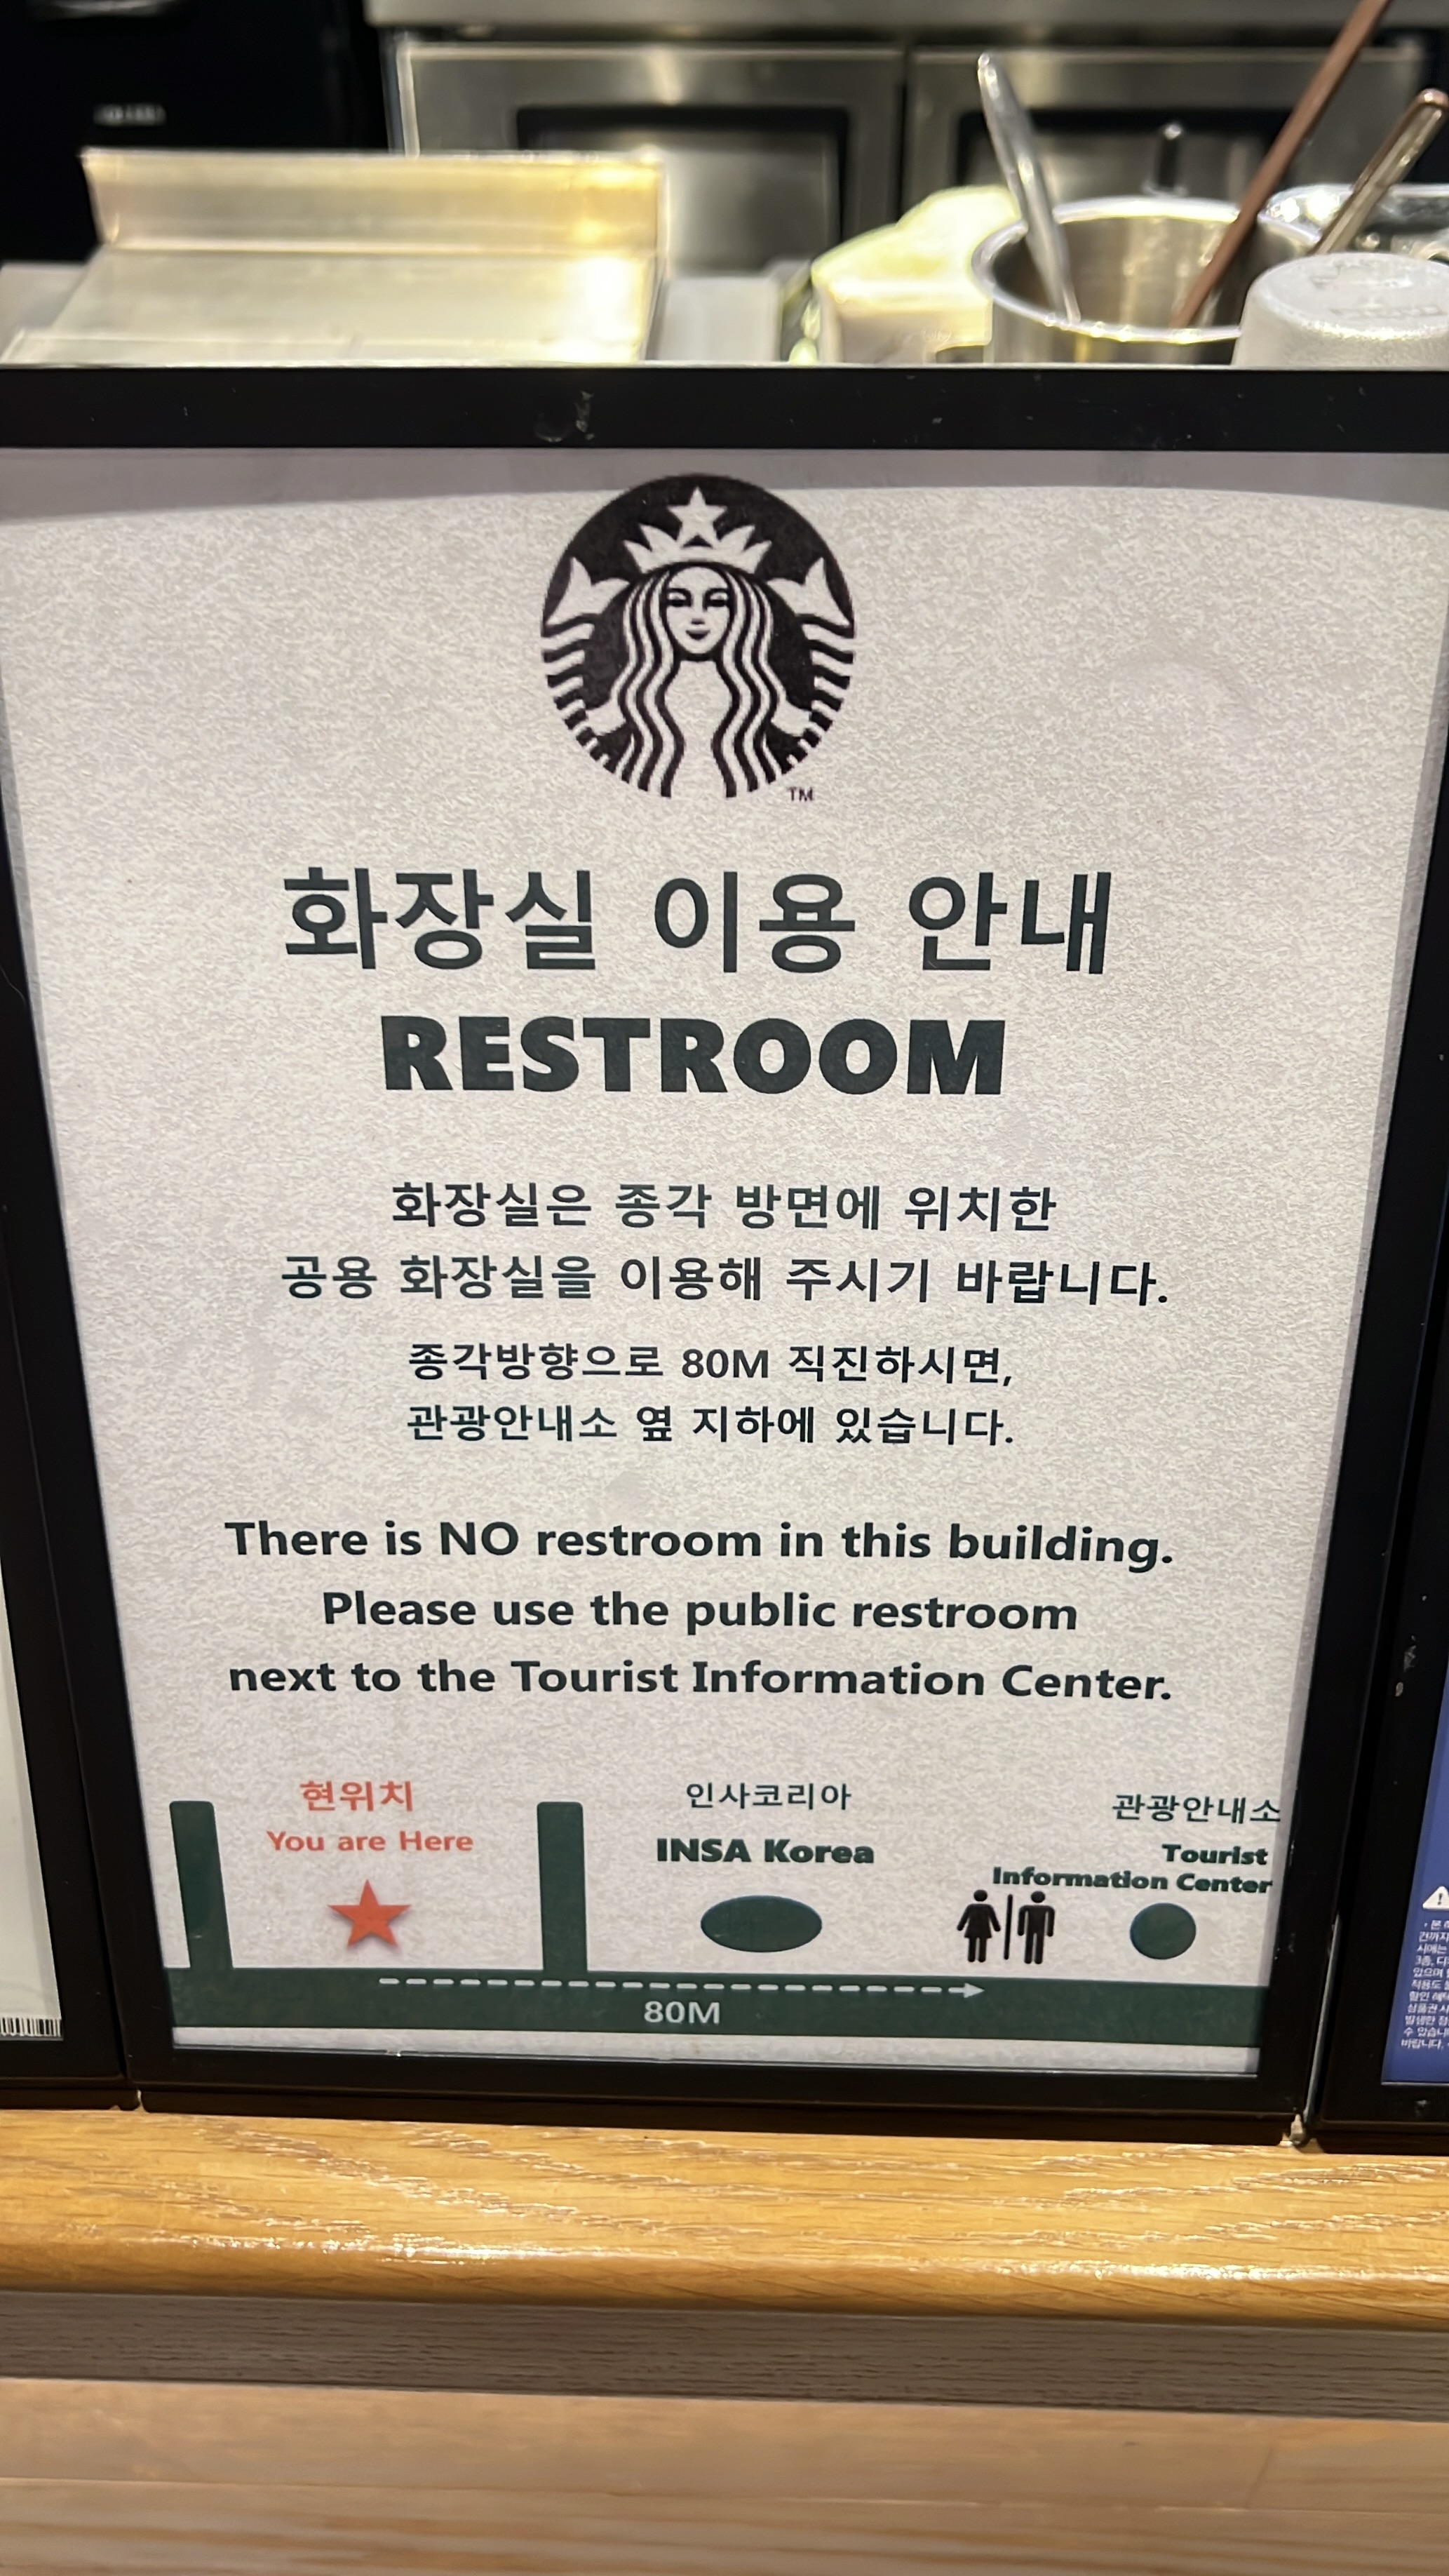 TM
화장실 이용 안내
RESTROOM
화장실은 종각 방면에 위치한
공용 화장실을 이용해 주시기 바랍니다.
종각방향으로 80M 직진하시면,
관광안내소 옆 지하에 있습니다.
There is NO restroom in this building.
Please use the public restroom
next to the Tourist Information Center.
현위치
You are Here
인사코리아
INSA Korea
관광안내소
Tourist
Information Center
80M